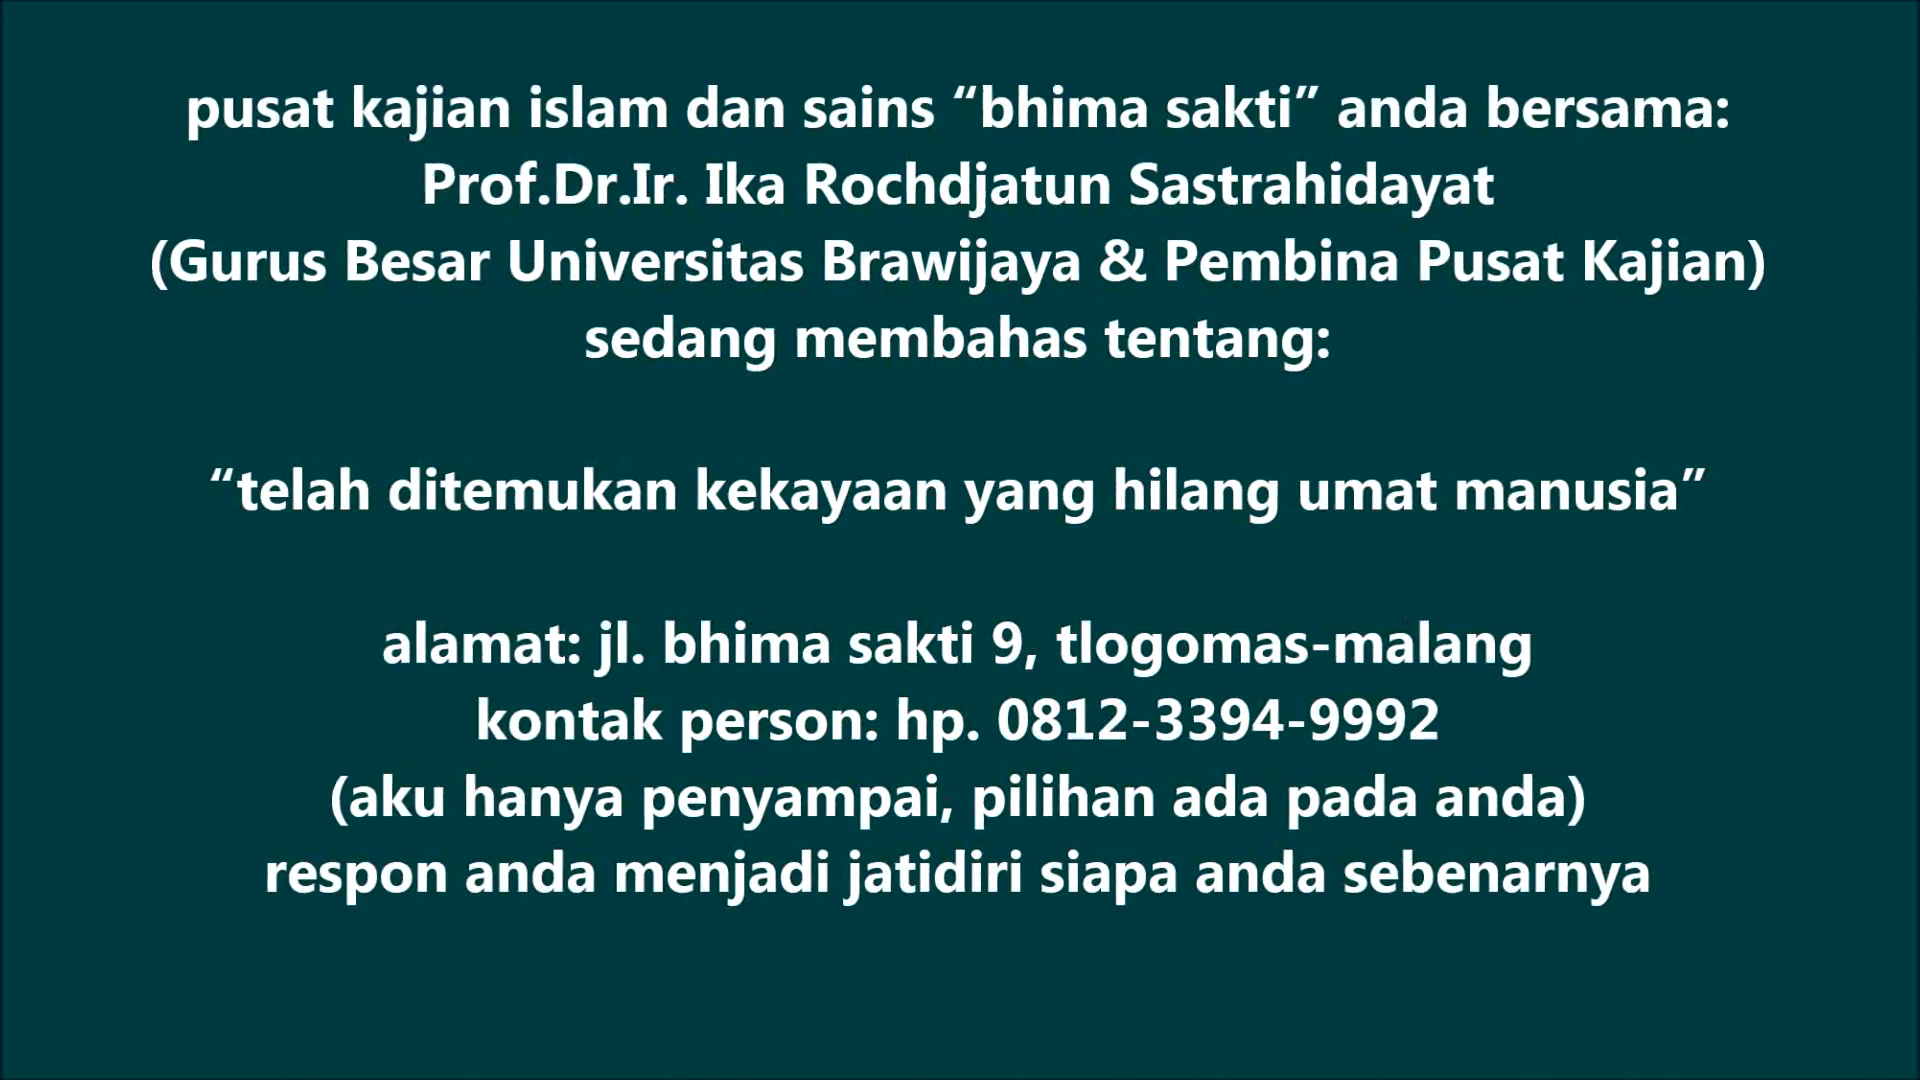 pusat kajian islam dan sains “bhima sakti” anda bersama:
Prof.Dr.Ir. Ika Rochdjatun Sastrahidayat
(Gurus Besar Universitas Brawijaya & Pembina Pusat Kajian)
sedang membahas tentang:
“telah ditemukan kekayaan yang hilang umat manusia”
alamat: jl. bhima sakti 9, tlogomas-malang
kontak person: hp. 0812-3394-9992
(aku hanya penyampai, pilihan ada pada anda)
respon anda menjadi jatidiri siapa anda sebenarnya